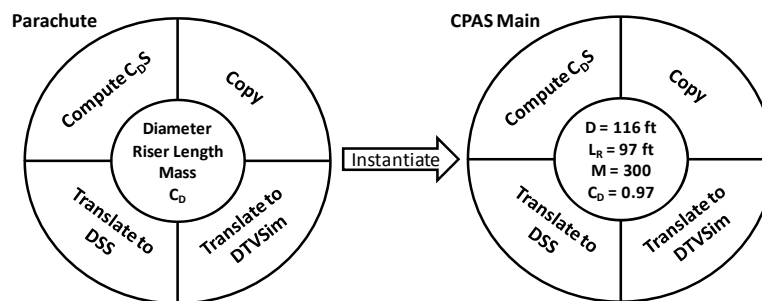 Parachute
Compute C_DS
Copy
Diameter
Riser Length
Mass
C_D
Translate to
DSS
Translate to
DTVSim
Instantiate
CPAS Main
Compute C_DS
Copy
D = 116 ft
L_R = 97 ft
M = 300
C_D = 0.97
Translate to
DSS
Translate to
DTVSim